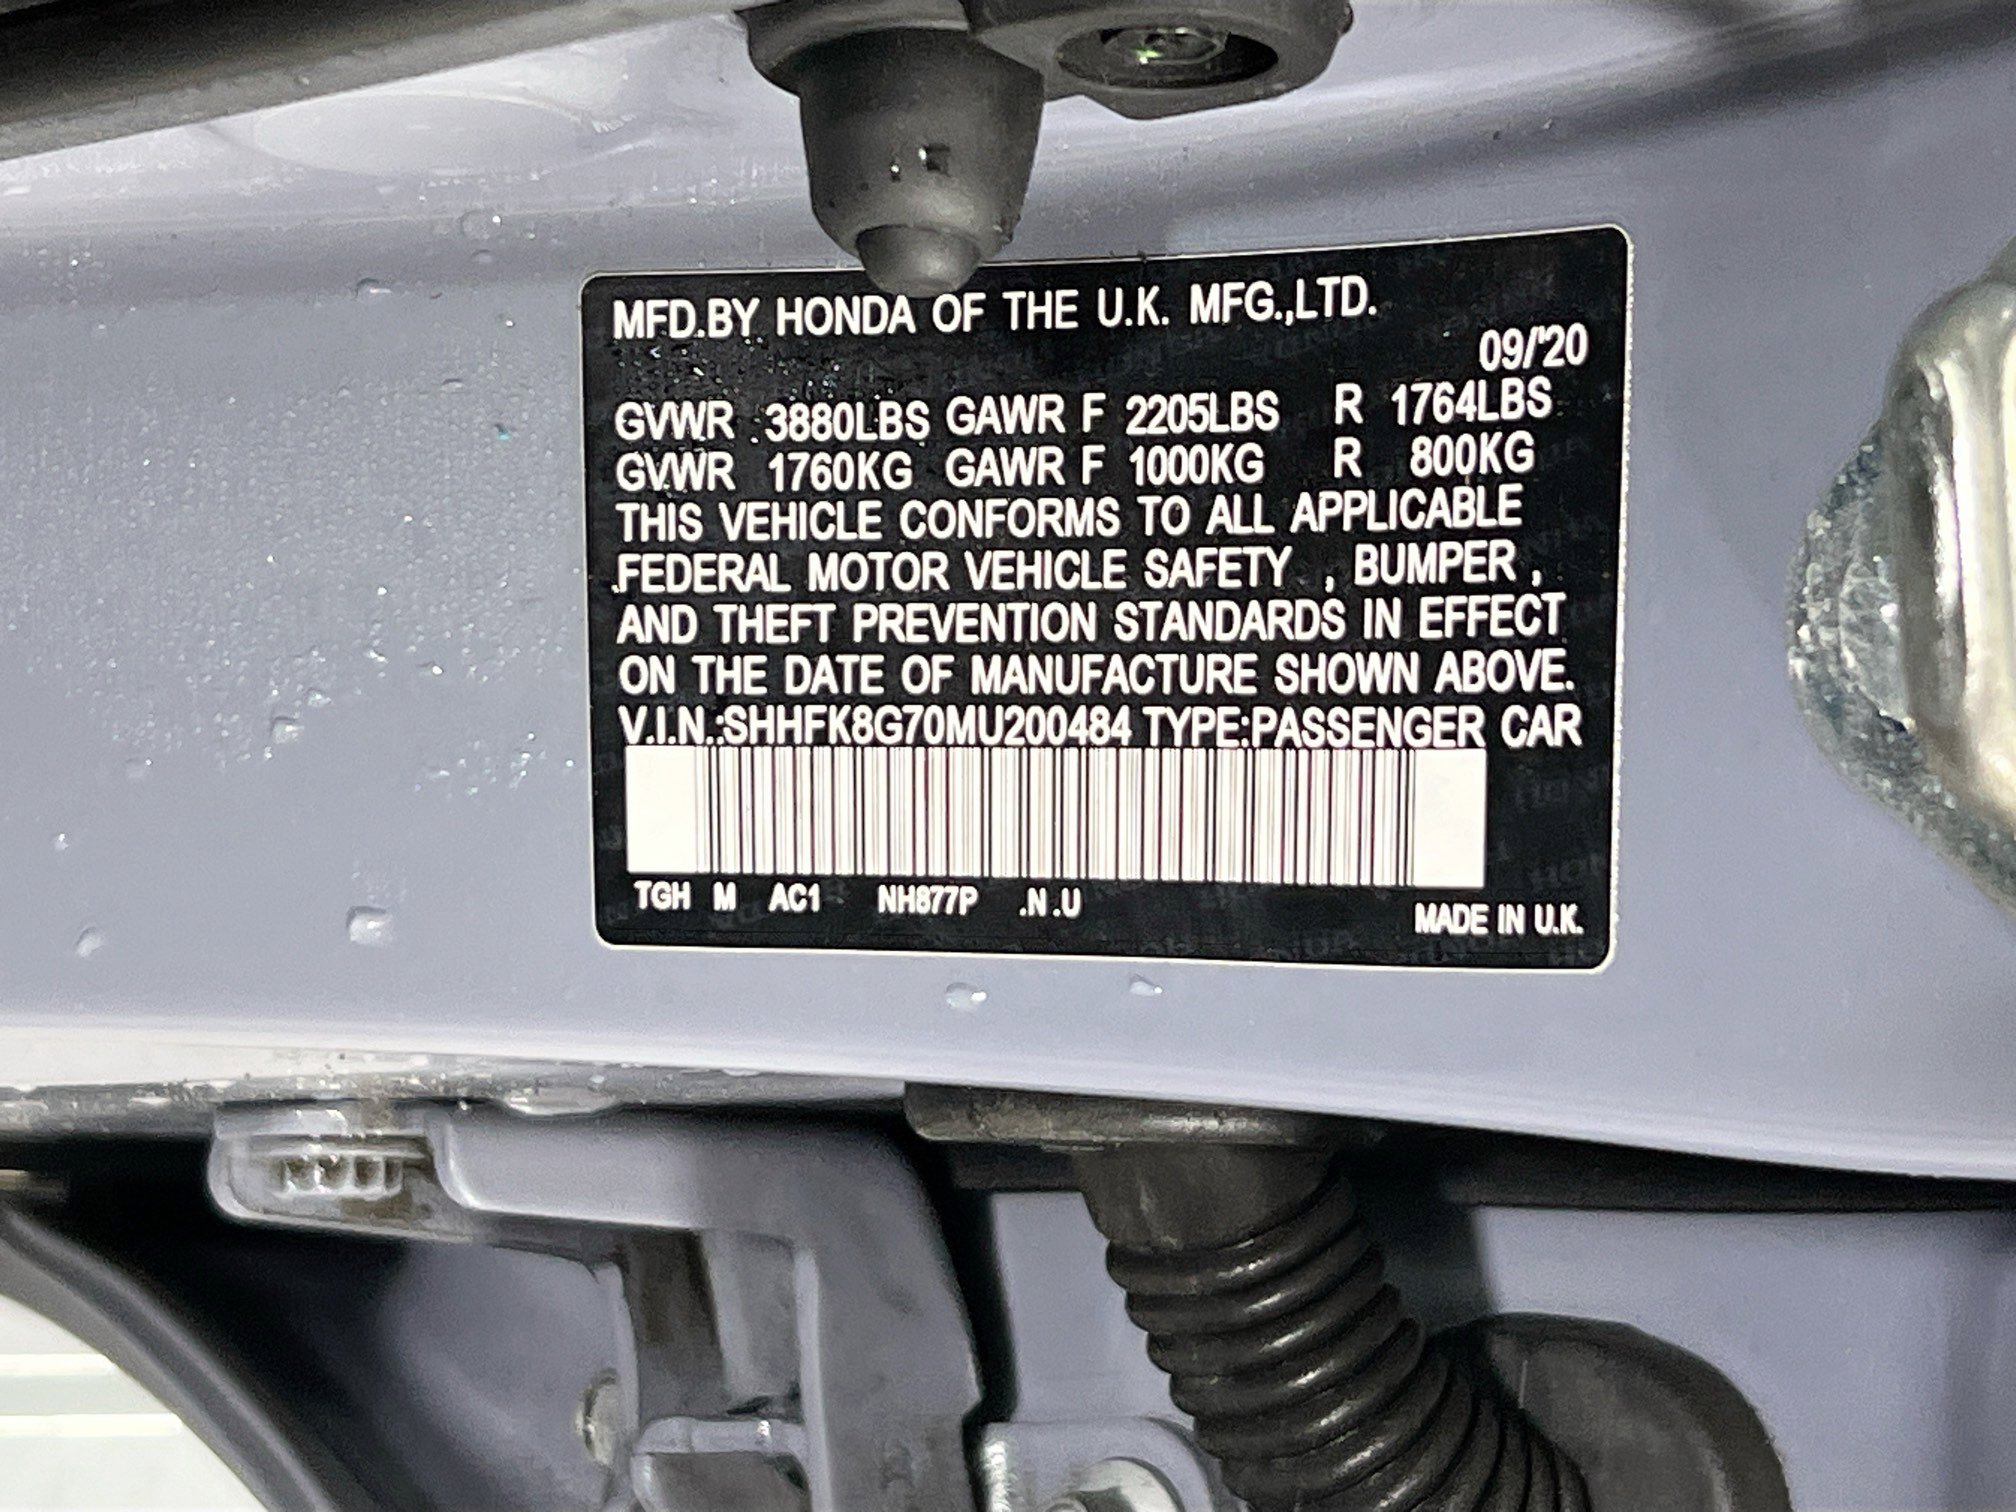 MFD.BY HONDA OF THE U.K. MFG.,LTD.
09/'20
GVWR 3880LBS GAWR F 2205LBS R 1764LBS
GVWR 1760KG GAWR F 1000KG R 800KG
THIS VEHICLE CONFORMS TO ALL APPLICABLE
FEDERAL MOTOR VEHICLE SAFETY , BUMPER ,
AND THEFT PREVENTION STANDARDS IN EFFECT
ON THE DATE OF MANUFACTURE SHOWN ABOVE.
V.I.N.:SHHFK8G70MU200484 TYPE:PASSENGER CAR
TGH M AC1 NH877P .N .U
MADE IN U.K.